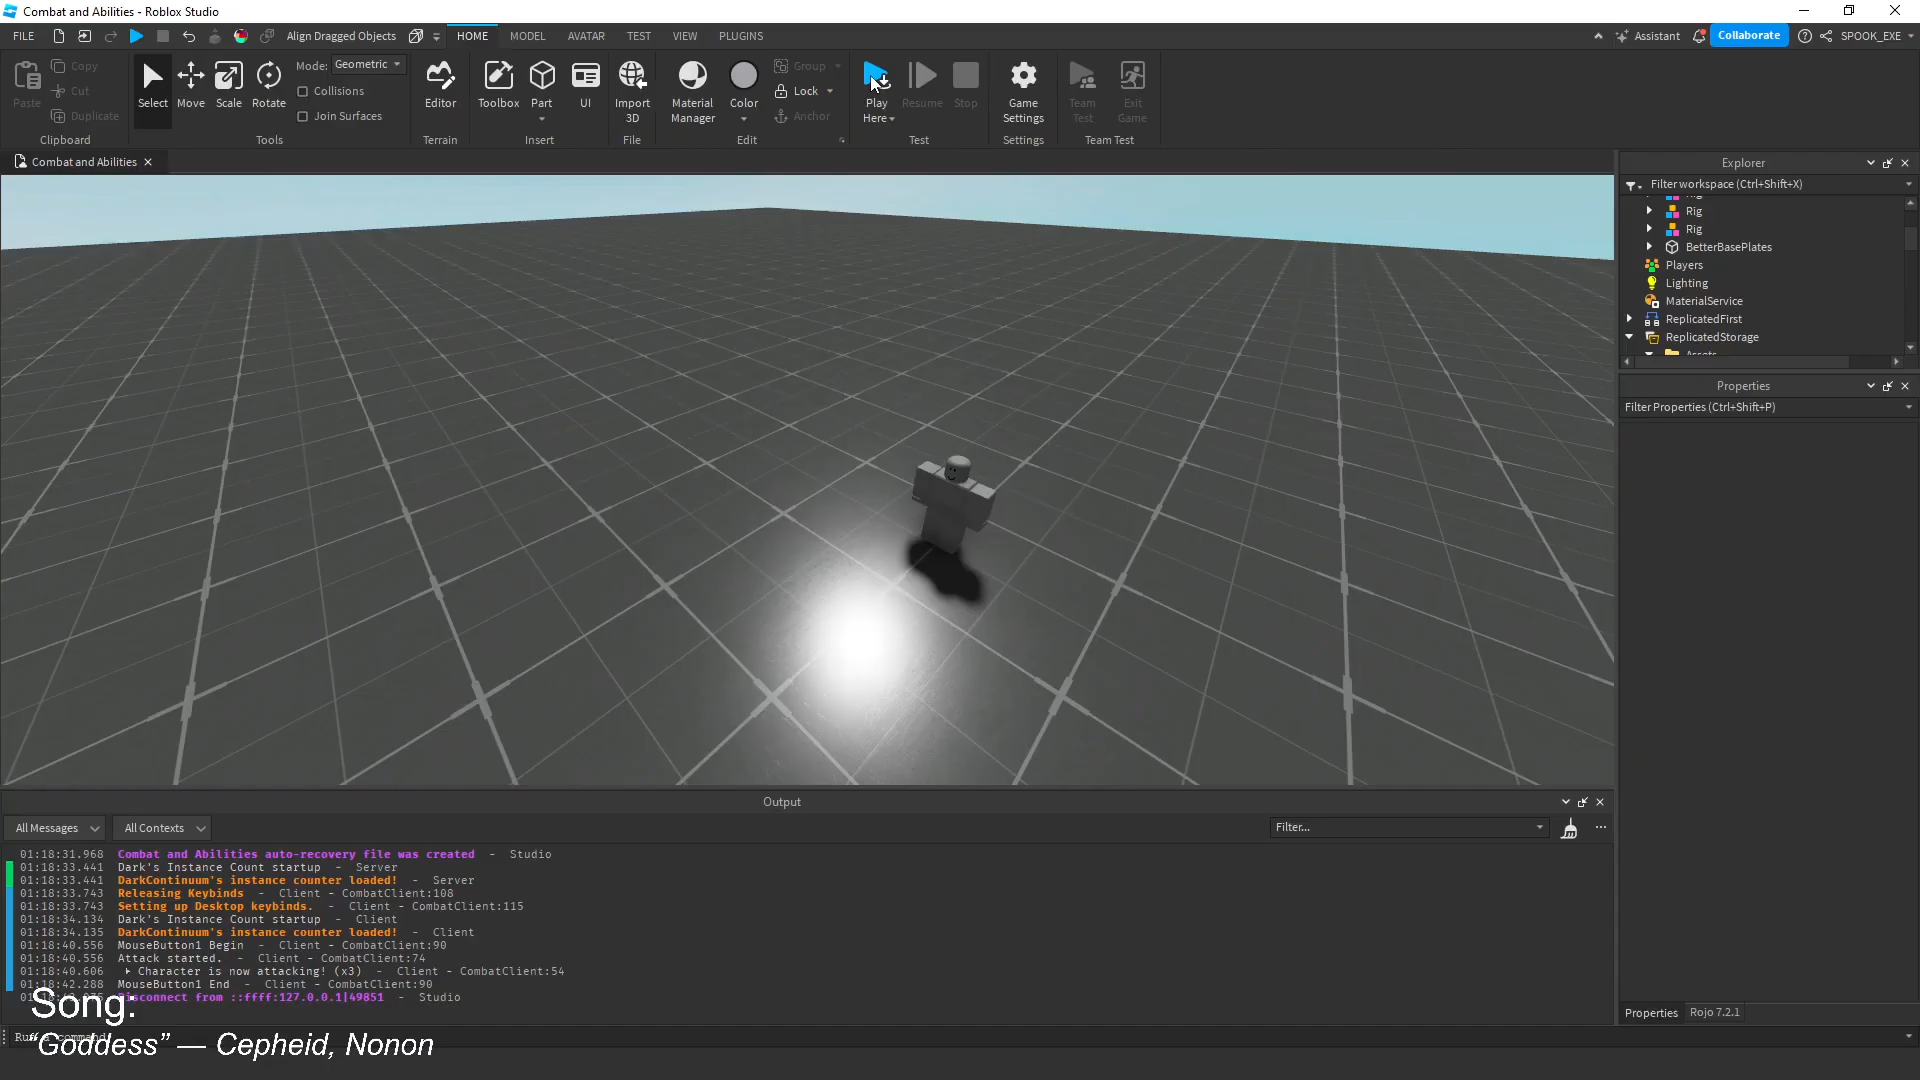 Combat and Abilities - Roblox Studio
FILE Align Dragged Objects HOME MODEL AVATAR TEST VIEW PLUGINS Assistant Collaborate SPOOK_EXE
Paste Copy Cut Duplicate Clipboard
Select Move Scale Rotate Mode: Geometric Collisions Join Surfaces Tools
Editor Terrain
Toolbox Part UI Insert
Import 3D File
Material Manager Color Group Lock Anchor Edit
Play Here Resume Stop Test
Game Settings Settings
Team Test Exit Game Team Test
Combat and Abilities
Explorer
Filter workspace (Ctrl+Shift+X)
Rig
Rig
Rig
BetterBasePlates
Players
Lighting
MaterialService
ReplicatedFirst
ReplicatedStorage
Assets
Properties
Filter Properties (Ctrl+Shift+P)
Output
All Messages All Contexts Filter...
01:18:31.968 Combat and Abilities auto-recovery file was created - Studio
01:18:33.441 Dark's Instance Count startup - Server
01:18:33.441 DarkContinuum's instance counter loaded! - Server
01:18:33.743 Releasing Keybinds - Client - CombatClient:108
01:18:33.743 Setting up Desktop keybinds. - Client - CombatClient:115
01:18:34.134 Dark's Instance Count startup - Client
01:18:34.135 DarkContinuum's instance counter loaded! - Client
01:18:40.556 MouseButton1 Begin - Client - CombatClient:90
01:18:40.556 Attack started. - Client - CombatClient:74
01:18:40.606 Character is now attacking! (x3) - Client - CombatClient:54
01:18:42.288 MouseButton1 End - Client - CombatClient:90
Disconnect from ::ffff:127.0.0.1|49851 - Studio
Song:
Run a command
“Goddess” — Cepheid, Nonon
Properties Rojo 7.2.1